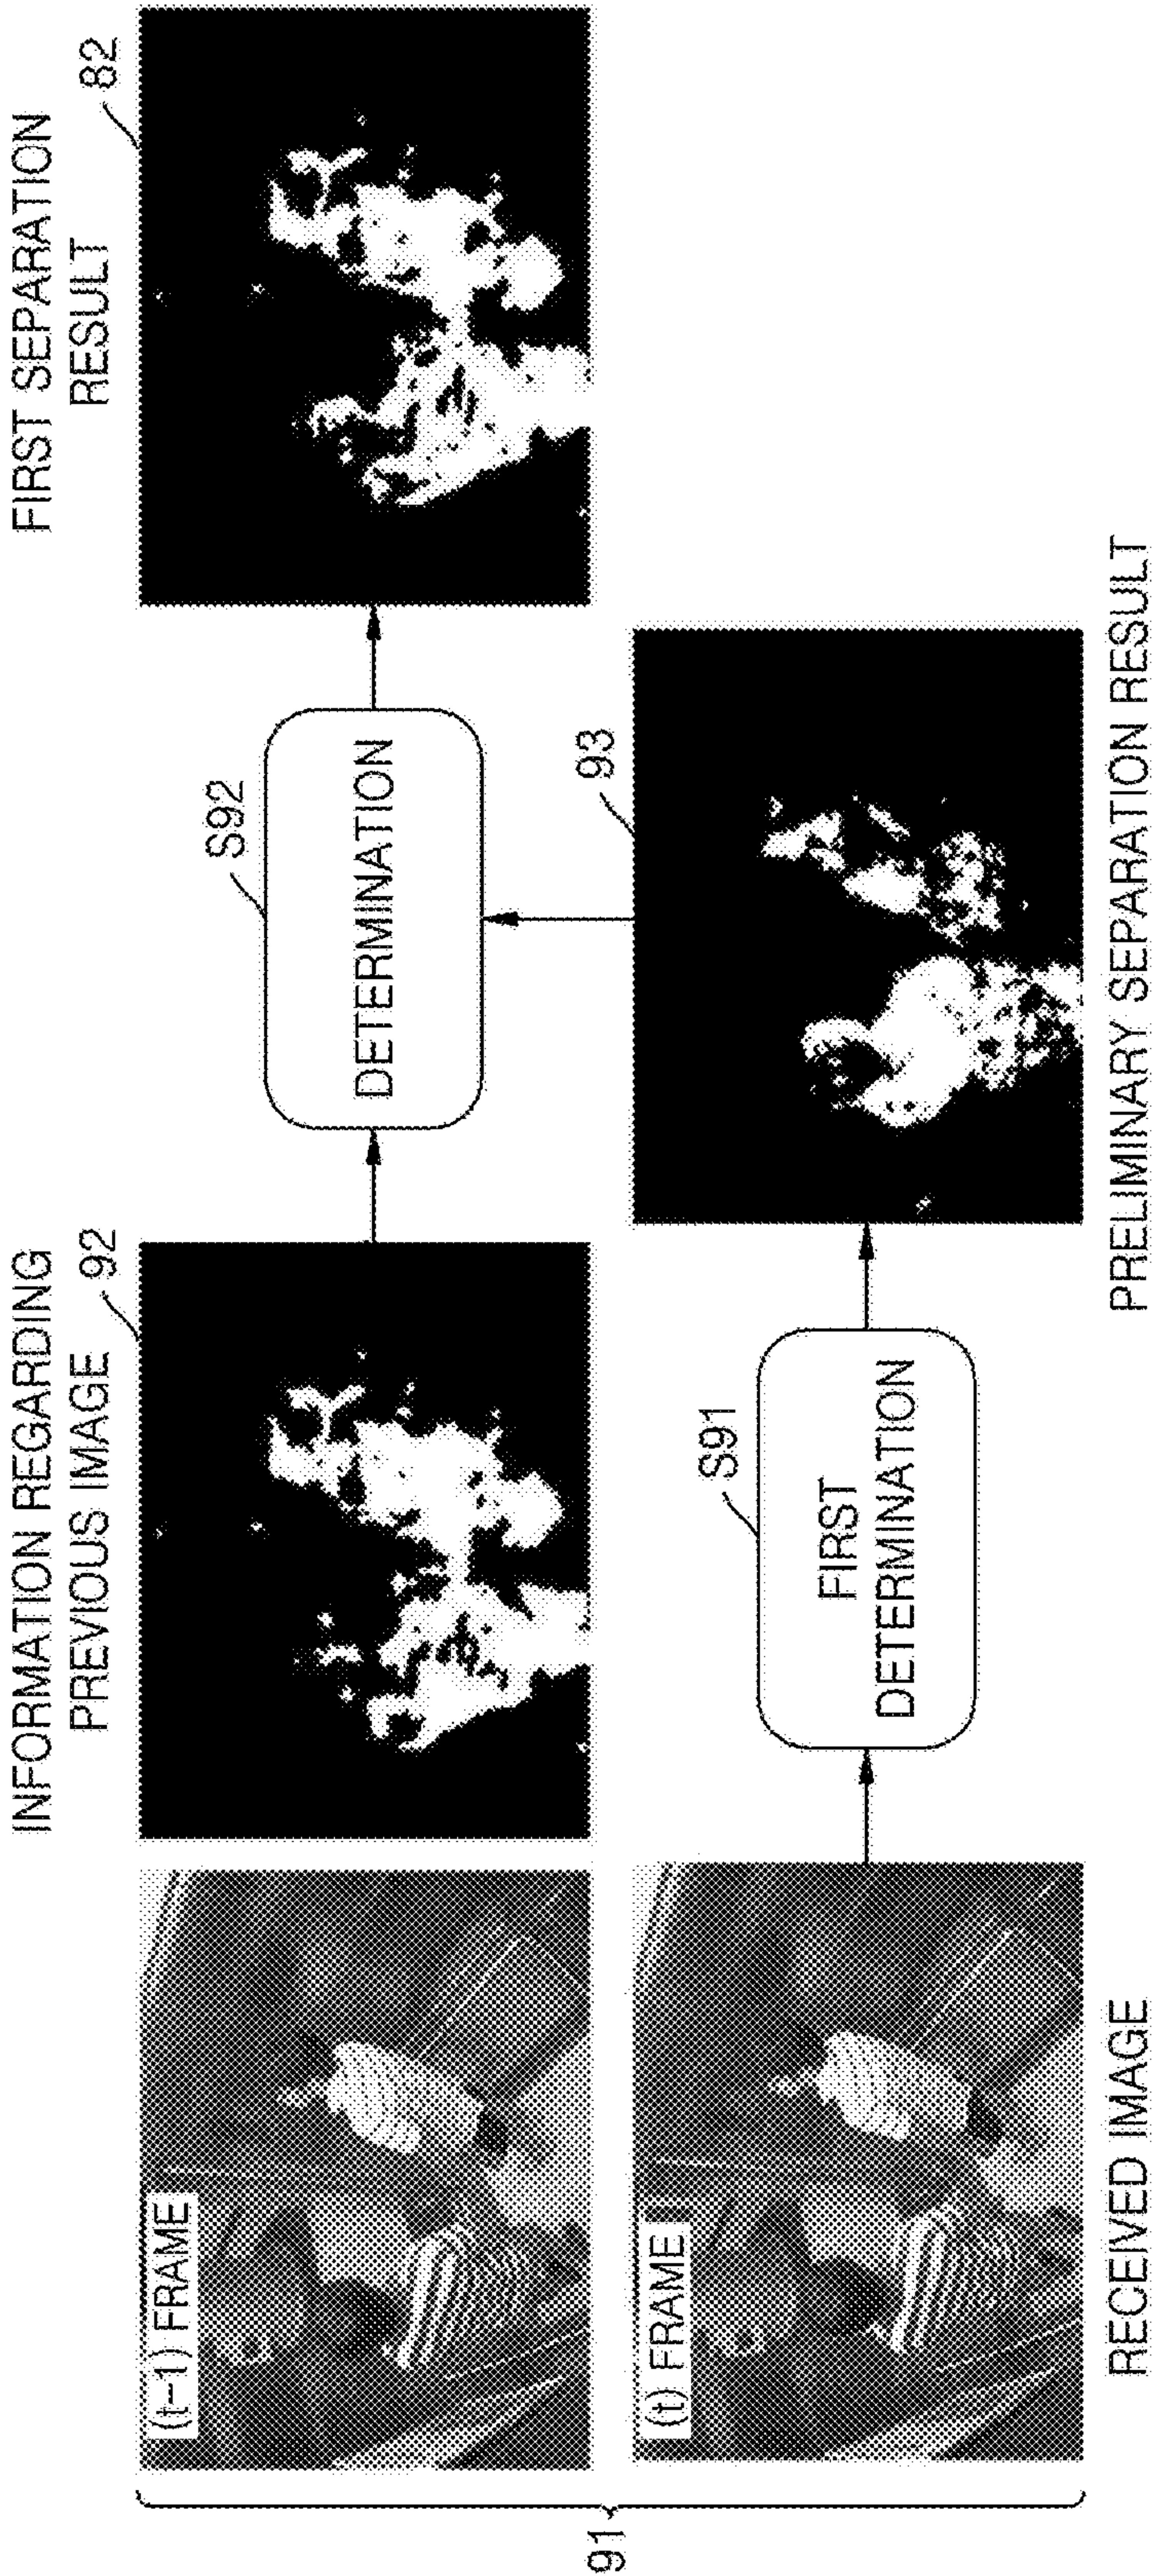 INFORMATION REGARDING
PREVIOUS IMAGE
92
FIRST SEPARATION
RESULT
82
(t-1) FRAME
S92
DETERMINATION
91
(t) FRAME
S91
FIRST
DETERMINATION
93
RECEIVED IMAGE
PRELIMINARY SEPARATION RESULT